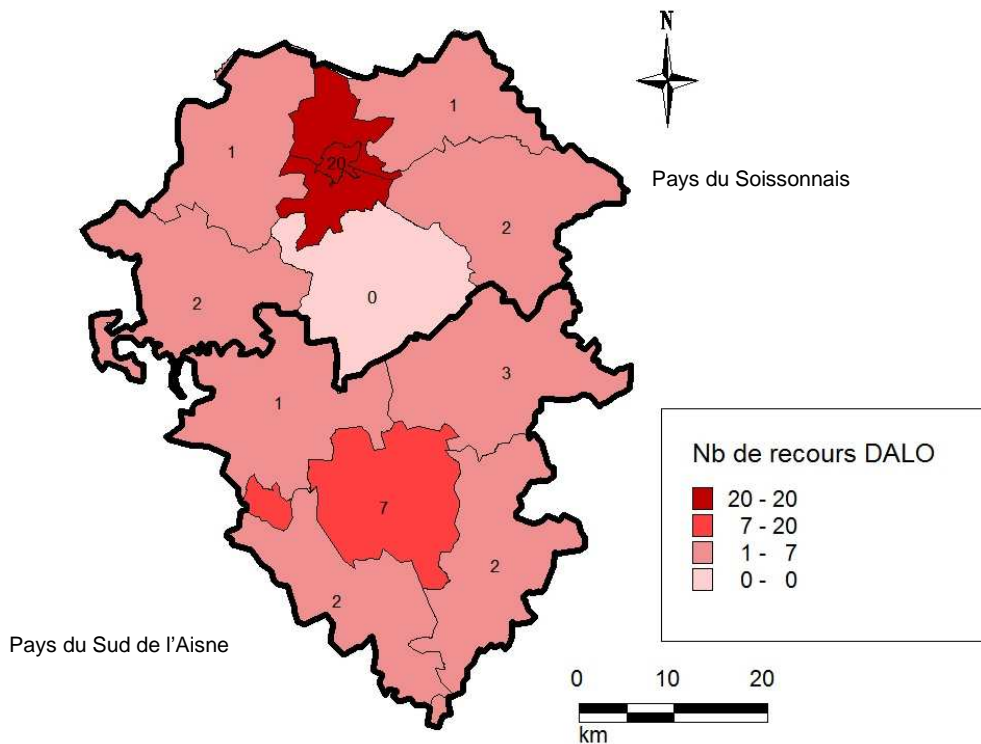 N
1
1
20
Pays du Soissonnais
2
2
0
3
1
7
2
2
Nb de recours DALO
20 - 20
7 - 20
1 - 7
0 - 0
Pays du Sud de l'Aisne
0 10 20
km